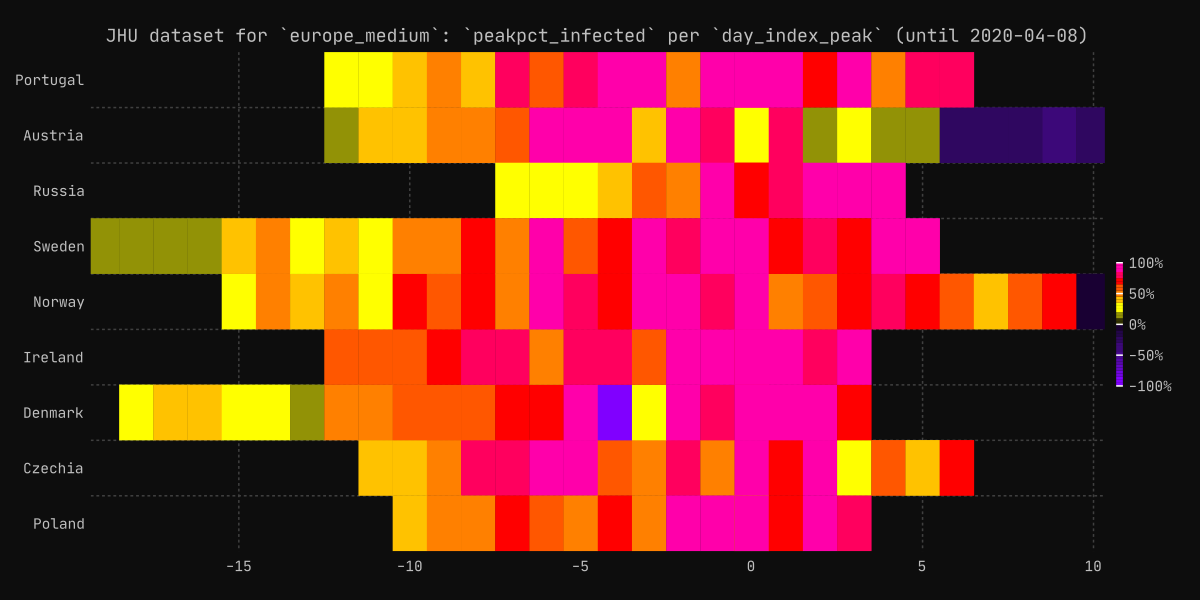 JHU dataset for `europe_medium`: `peakpct_infected` per `day_index_peak` (until 2020-04-08)
Portugal
Austria
Russia
Sweden
Norway
Ireland
Denmark
Czechia
Poland
100%
50%
0%
−50%
−100%
−15
−10
−5
0
5
10